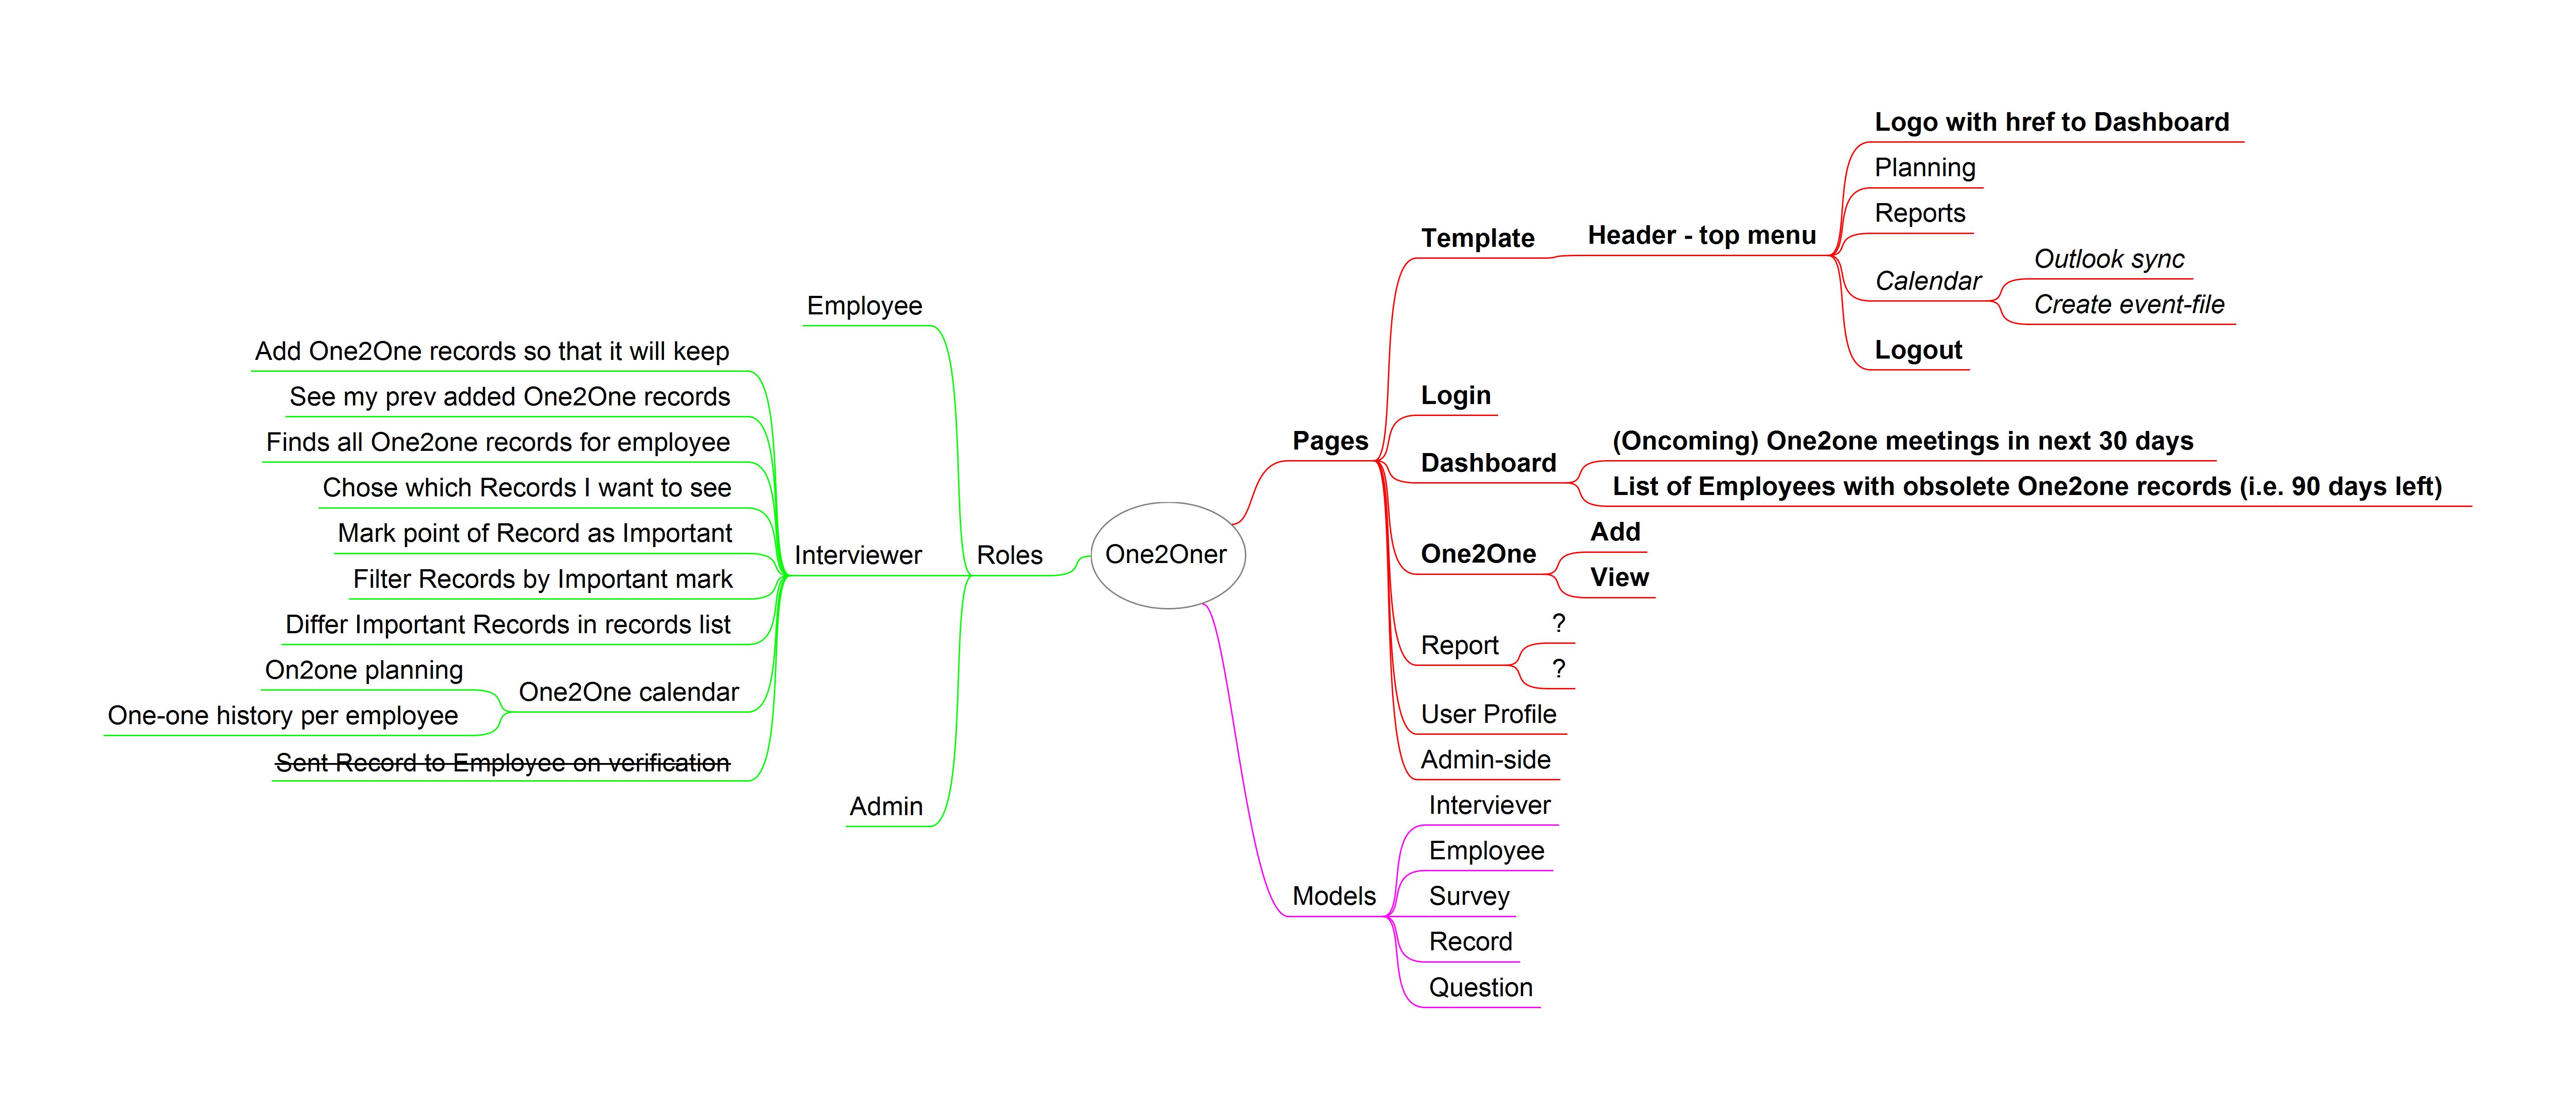 One2Oner
Roles
Employee
Interviewer
Add One2One records so that it will keep
See my prev added One2One records
Finds all One2one records for employee
Chose which Records I want to see
Mark point of Record as Important
Filter Records by Important mark
Differ Important Records in records list
One2One calendar
On2one planning
One-one history per employee
Sent Record to Employee on verification
Admin
Pages
Template
Header - top menu
Logo with href to Dashboard
Planning
Reports
Calendar
Outlook sync
Create event-file
Logout
Login
Dashboard
(Oncoming) One2one meetings in next 30 days
List of Employees with obsolete One2one records (i.e. 90 days left)
One2One
Add
View
Report
?
?
User Profile
Admin-side
Models
Interviever
Employee
Survey
Record
Question